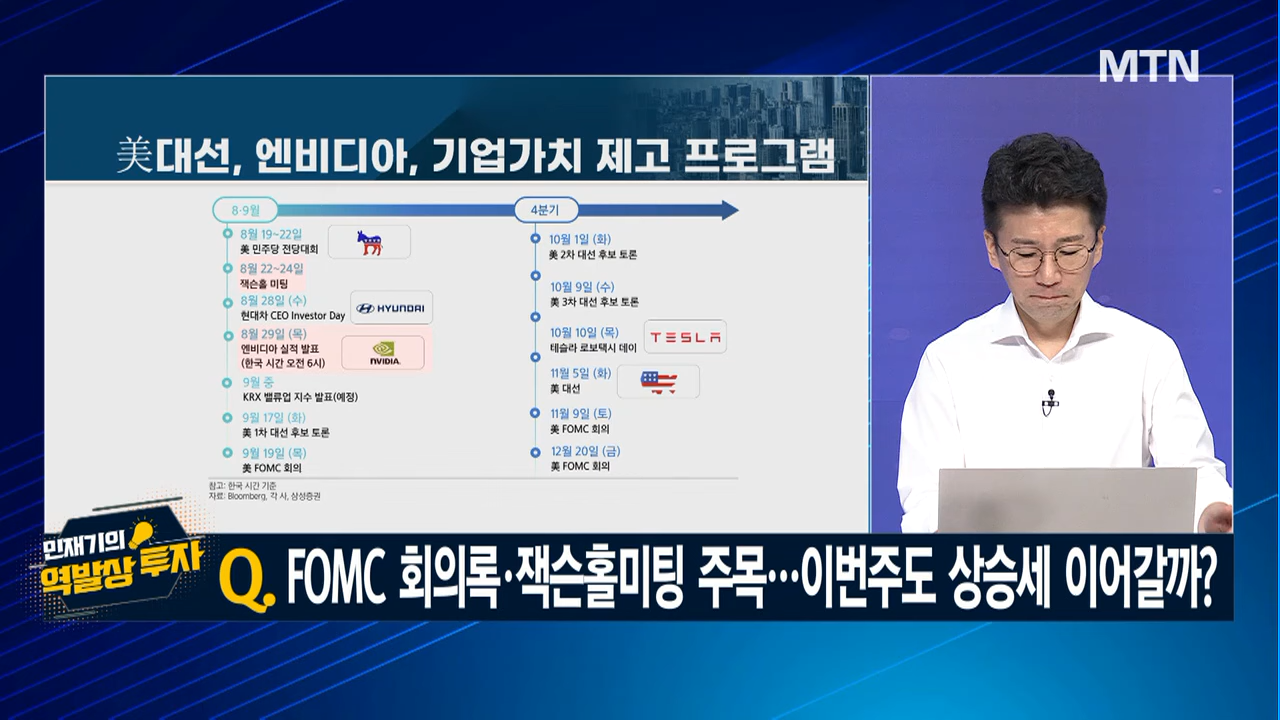 MTN
美대선, 엔비디아, 기업가치 제고 프로그램
8·9월
8월 19~22일
美 민주당 전당대회
8월 22~24일
잭슨홀 미팅
8월 28일 (수)
현대차 CEO Investor Day
HYUNDAI
8월 29일 (목)
엔비디아 실적 발표
(한국 시간 오전 6시)
NVIDIA
9월 중
KRX 밸류업 지수 발표(예정)
9월 17일 (화)
美 1차 대선 후보 토론
9월 19일 (목)
美 FOMC 회의
4분기
10월 1일 (화)
美 2차 대선 후보 토론
10월 9일 (수)
美 3차 대선 후보 토론
10월 10일 (목)
테슬라 로보택시 데이
TESLA
11월 5일 (화)
美 대선
11월 9일 (토)
美 FOMC 회의
12월 20일 (금)
美 FOMC 회의
참고: 한국 시간 기준
자료: Bloomberg, 각 사, 삼성증권
민재기의
역발상 투자
Q. FOMC 회의록·잭슨홀미팅 주목…이번주도 상승세 이어갈까?